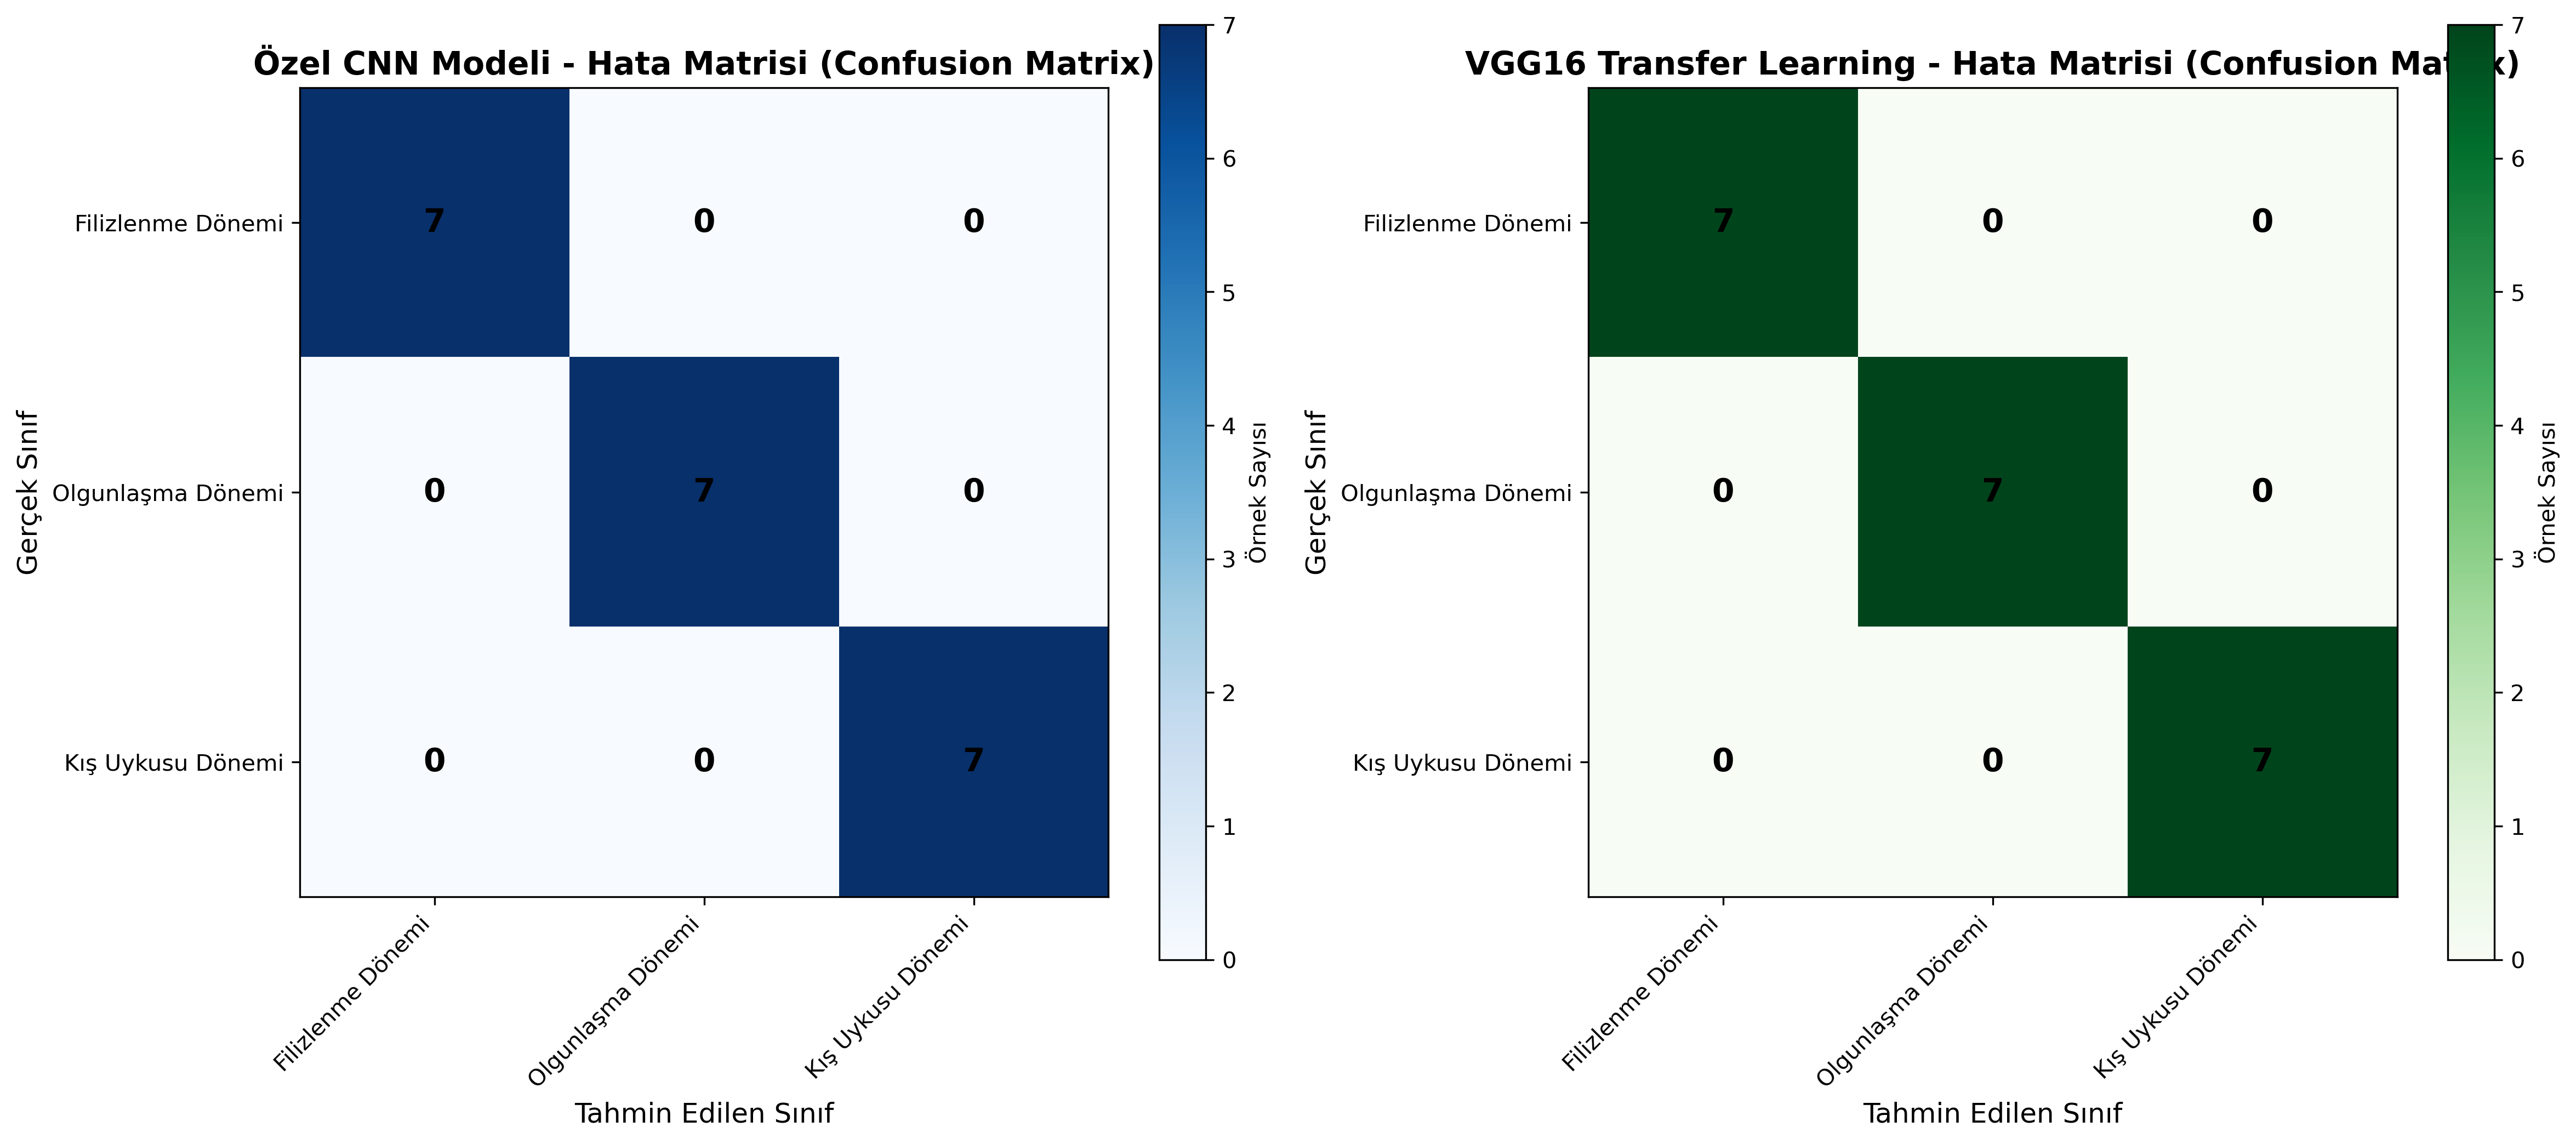 Özel CNN Modeli - Hata Matrisi (Confusion Matrix)
7
6
5
4
3
2
1
0
Örnek Sayısı
Gerçek Sınıf
Filizlenme Dönemi
7 0 0
Olgunlaşma Dönemi
0 7 0
Kış Uykusu Dönemi
0 0 7
Filizlenme Dönemi
Olgunlaşma Dönemi
Kış Uykusu Dönemi
Tahmin Edilen Sınıf
VGG16 Transfer Learning - Hata Matrisi (Confusion Mat x)
7
6
5
4
3
2
1
0
Örnek Sayısı
Gerçek Sınıf
Filizlenme Dönemi
7 0 0
Olgunlaşma Dönemi
0 7 0
Kış Uykusu Dönemi
0 0 7
Filizlenme Dönemi
Olgunlaşma Dönemi
Kış Uykusu Dönemi
Tahmin Edilen Sınıf